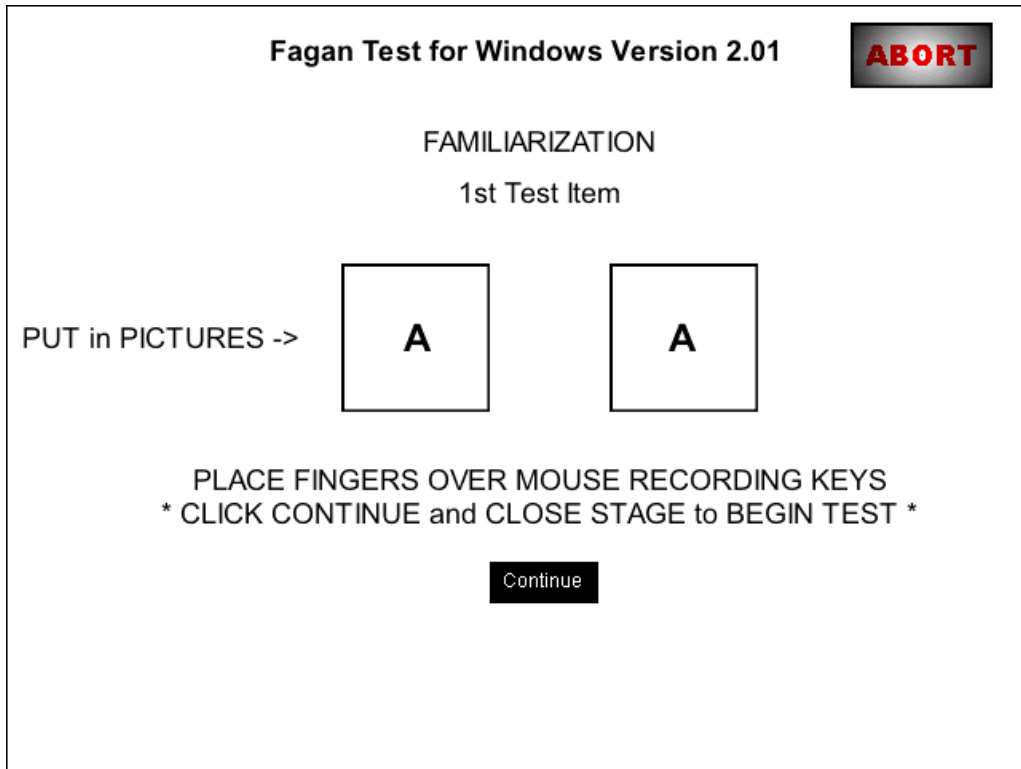 Fagan Test for Windows Version 2.01
ABORT
FAMILIARIZATION
1st Test Item
PUT in PICTURES -> A A
PLACE FINGERS OVER MOUSE RECORDING KEYS
* CLICK CONTINUE and CLOSE STAGE to BEGIN TEST *
Continue